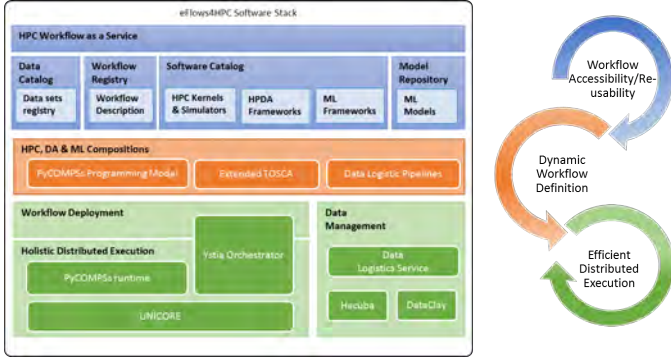 eFlows4HPC Software Stack
HPC Workflow as a Service
Data
Catalog
Data sets
registry
Workflow
Registry
Workflow
Description
Software Catalog
HPC Kernels
& Simulators
HPDA
Frameworks
ML
Frameworks
Model
Repository
ML
Models
HPC, DA & ML Compositions
PyCOMPSs Programming Model
Extended TOSCA
Data Logistic Pipelines
Workflow Deployment
Ystia Orchestrator
Holistic Distributed Execution
PyCOMPSs runtime
UNICORE
Data
Management
Data
Logistics Service
Hecuba
DataClay
Workflow
Accessibility/Re-
usability
Dynamic
Workflow
Definition
Efficient
Distributed
Execution